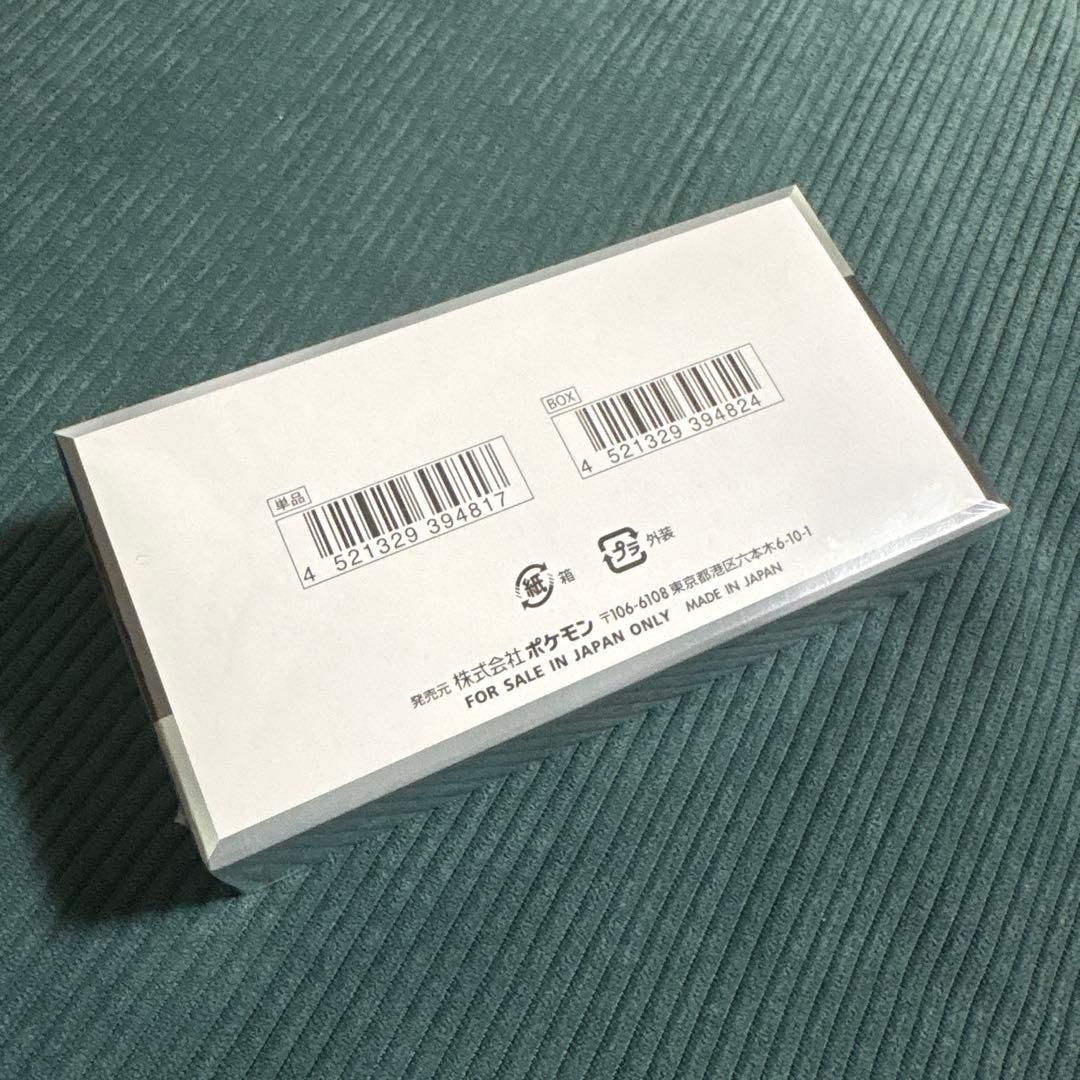 BOX
4 521329 394824
単品
4 521329 394817
プラ 外装
紙 箱
発売元 株式会社ポケモン 〒106-6108 東京都港区六本木6-10-1
FOR SALE IN JAPAN ONLY MADE IN JAPAN